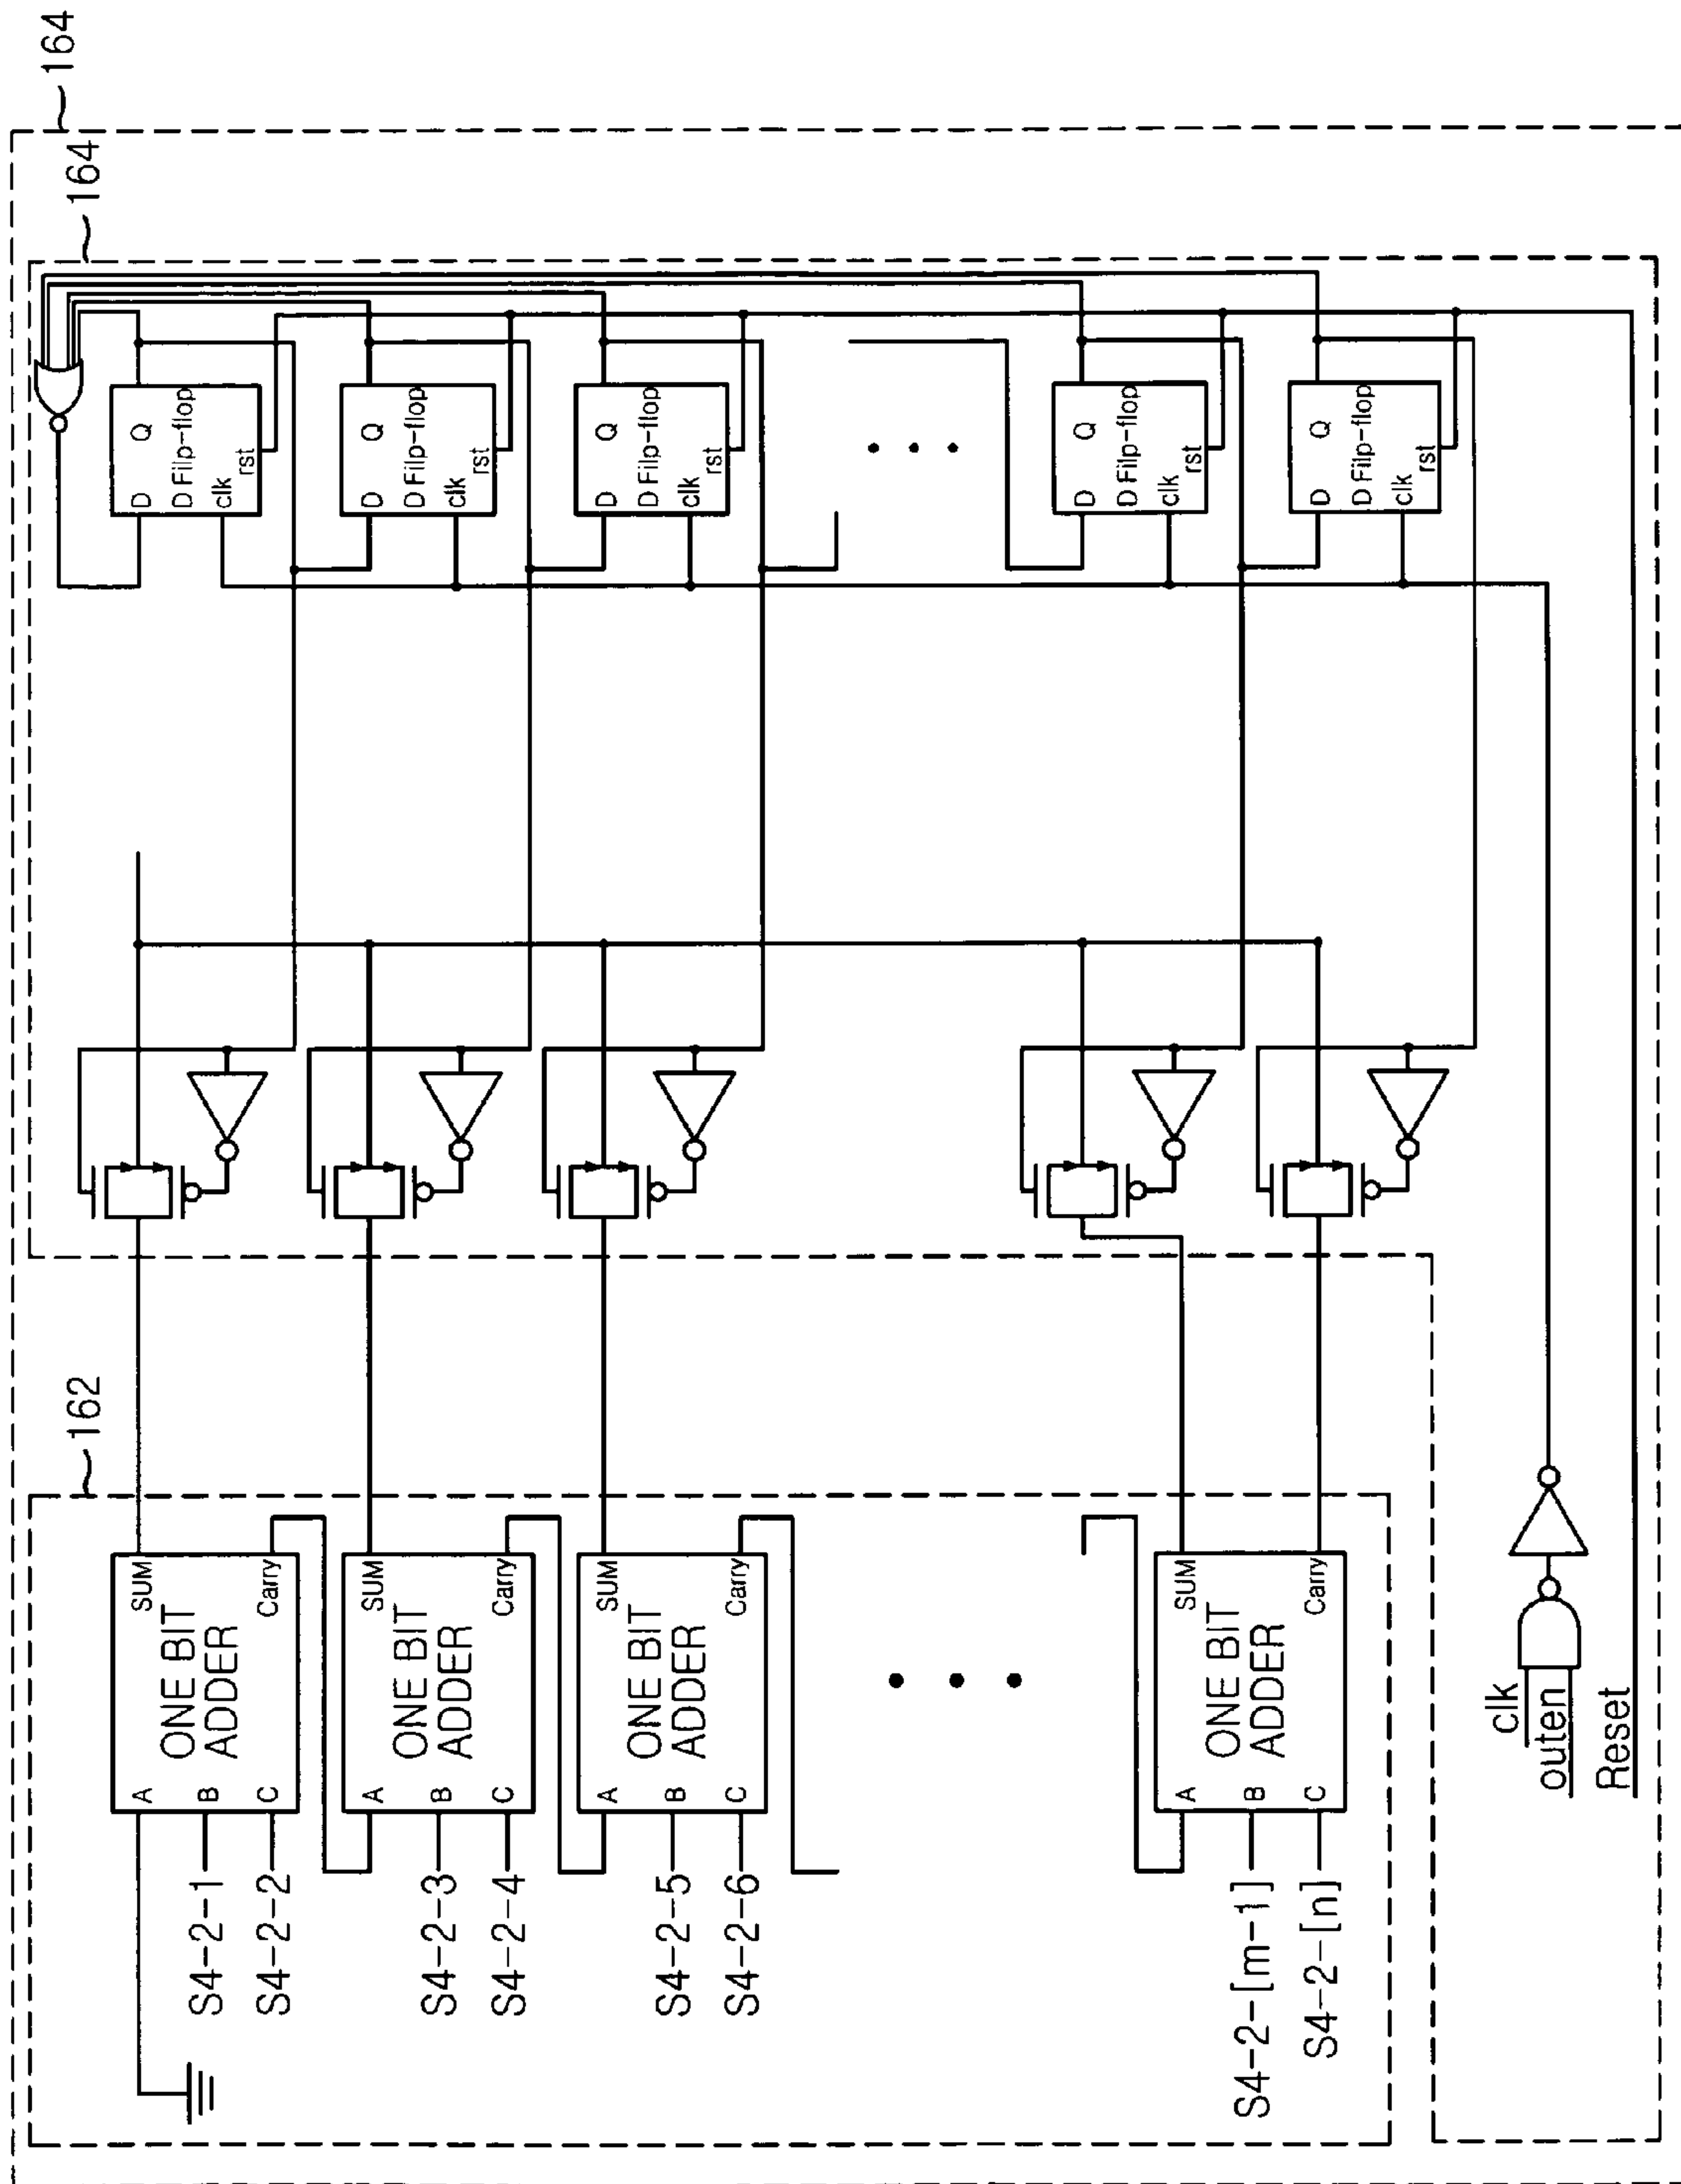 164
164
162
D
Q
D Filp-flop
clk
rst
D
Q
D Filp-flop
clk
rst
D
Q
D Filp-flop
clk
rst
D
Q
D Filp-flop
clk
rst
D
Q
D Filp-flop
clk
rst
A
B
C
ONE BIT
ADDER
SUM
Carry
S4-2-1
S4-2-2
A
B
C
ONE BIT
ADDER
SUM
Carry
S4-2-3
S4-2-4
A
B
C
ONE BIT
ADDER
SUM
Carry
S4-2-5
S4-2-6
A
B
C
ONE BIT
ADDER
SUM
Carry
S4-2-[m-1]
S4-2-[n]
clk
outen
Reset